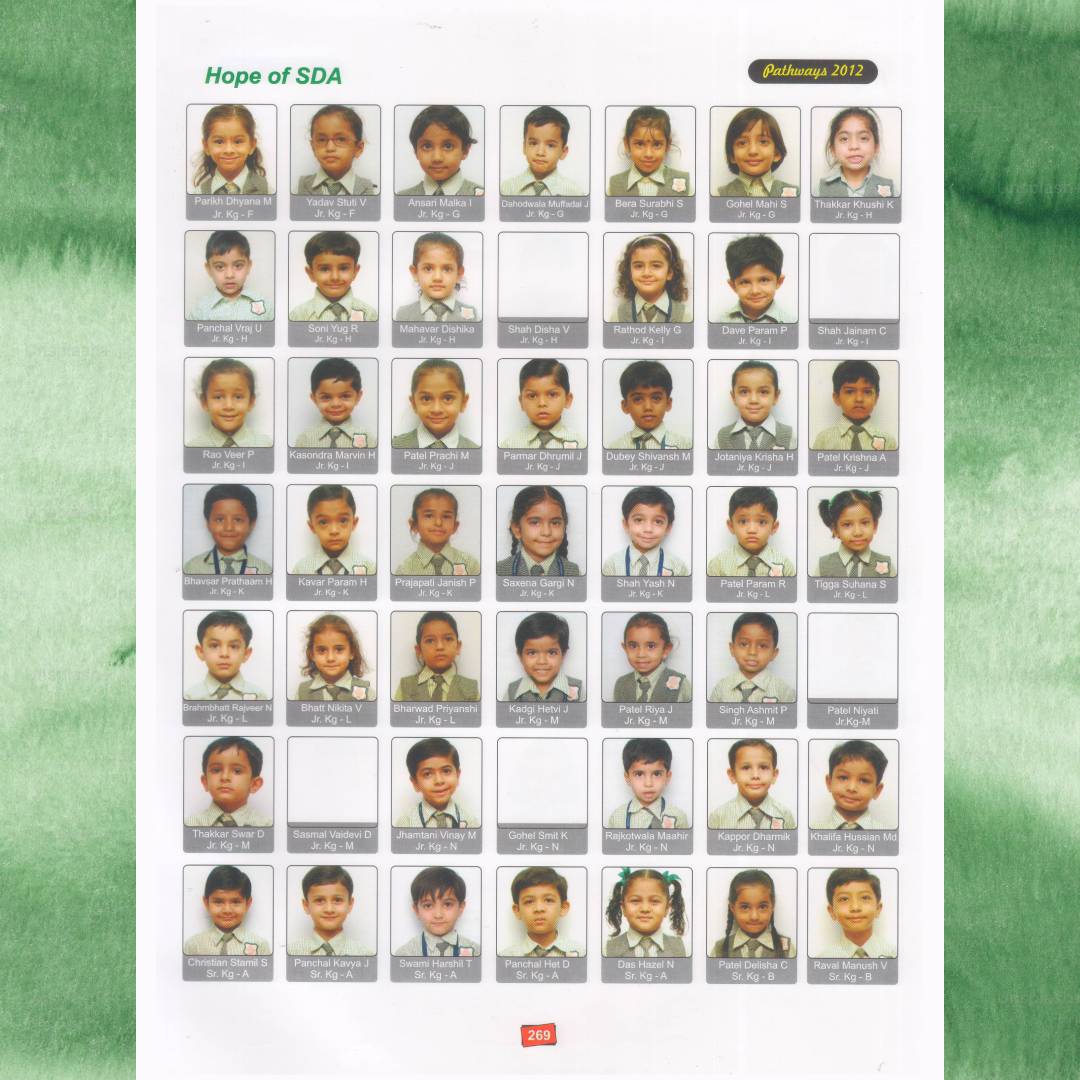 Hope of SDA
Pathways 2012
Parikh Dhyana M
Jr. Kg - F
Yadav Stuti V
Jr. Kg - F
Ansari Malka I
Jr. Kg - G
Dahodwala Muffadal J
Jr. Kg - G
Bera Surabhi S
Jr. Kg - G
Gohel Mahi S
Jr. Kg - G
Thakkar Khushi K
Jr. Kg - H
Panchal Vraj U
Jr. Kg - H
Soni Yug R
Jr. Kg - H
Mahavar Dishika
Jr. Kg - H
Shah Disha V
Jr. Kg - H
Rathod Kelly G
Jr. Kg - I
Dave Param P
Jr. Kg - I
Shah Jainam C
Jr. Kg - I
Rao Veer P
Jr. Kg - I
Kasondra Marvin H
Jr. Kg - I
Patel Prachi M
Jr. Kg - J
Parmar Dhrumil J
Jr. Kg - J
Dubey Shivansh M
Jr. Kg - J
Jotaniya Krisha H
Jr. Kg - J
Patel Krishna A
Jr. Kg - J
Bhavsar Prathaam H
Jr. Kg - K
Kavar Param H
Jr. Kg - K
Prajapati Janish P
Jr. Kg - K
Saxena Gargi N
Jr. Kg - K
Shah Yash N
Jr. Kg - K
Patel Param R
Jr. Kg - L
Tigga Suhana S
Jr. Kg - L
Brahmbhatt Rajveer N
Jr. Kg - L
Bhatt Nikita V
Jr. Kg - L
Bharwad Priyanshi
Jr. Kg - L
Kadgi Hetvi J
Jr. Kg - M
Patel Riya J
Jr. Kg - M
Singh Ashmit P
Jr. Kg - M
Patel Niyati
Jr.Kg-M
Thakkar Swar D
Jr. Kg - M
Sasmal Vaidevi D
Jr. Kg - M
Jhamtani Vinay M
Jr. Kg - N
Gohel Smit K
Jr. Kg - N
Rajkotwala Maahir
Jr. Kg - N
Kappor Dharmik
Jr. Kg - N
Khalifa Hussian Md
Jr. Kg - N
Christian Stamil S
Sr. Kg - A
Panchal Kavya J
Sr. Kg - A
Swami Harshil T
Sr. Kg - A
Panchal Het D
Sr. Kg - A
Das Hazel N
Sr. Kg - A
Patel Delisha C
Sr. Kg - B
Raval Manush V
Sr. Kg - B
269